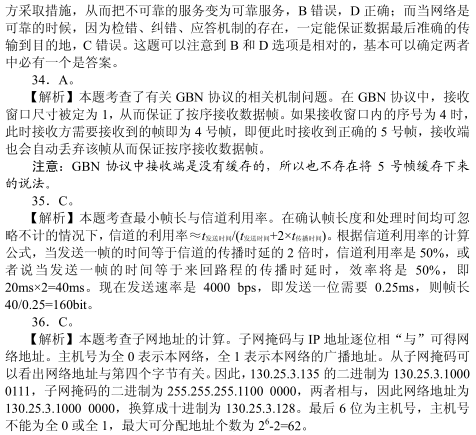 方采取措施，从而把不可靠的服务变为可靠服务，B 错误，D 正确；而当网络是
可靠的时候，因为检错、纠错、应答机制的存在，一定能保证数据最后准确的传
输到目的地，C 错误。这题可以注意到 B 和 D 选项是相对的，基本可以确定两者
中必有一个是答案。
34．A。
【解析】本题考查了有关 GBN 协议的相关机制问题。在 GBN 协议中，接收
窗口尺寸被定为 1，从而保证了按序接收数据帧。如果接收窗口内的序号为 4 时，
此时接收方需要接收到的帧即为 4 号帧，即便此时接收到正确的 5 号帧，接收端
也会自动丢弃该帧从而保证按序接收数据帧。
注意：GBN 协议中接收端是没有缓存的，所以也不存在将 5 号帧缓存下来
的说法。
35．C。
【解析】本题考查最小帧长与信道利用率。在确认帧长度和处理时间均可忽
略不计的情况下，信道的利用率≈t发送时间/(t发送时间+2×t传播时间)。根据信道利用率的计算
公式，当发送一帧的时间等于信道的传播时延的 2 倍时，信道利用率是 50%，或
者说当发送一帧的时间等于来回路程的传播时延时，效率将是 50%，即
20ms×2=40ms。现在发送速率是 4000 bps，即发送一位需要 0.25ms，则帧长
40/0.25=160bit。
36．C。
【解析】本题考查子网地址的计算。子网掩码与 IP 地址逐位相“与”可得网
络地址。主机号为全 0 表示本网络，全 1 表示本网络的广播地址。从子网掩码可
以看出网络地址与第四个字节有关。因此，130.25.3.135 的二进制为 130.25.3.1000
0111，子网掩码的二进制为 255.255.255.1100 0000，两者相与，因此网络地址为
130.25.3.1000 0000，换算成十进制为 130.25.3.128。最后 6 位为主机号，主机号
不能为全 0 或全 1，最大可分配地址个数为 2⁶-2=62。